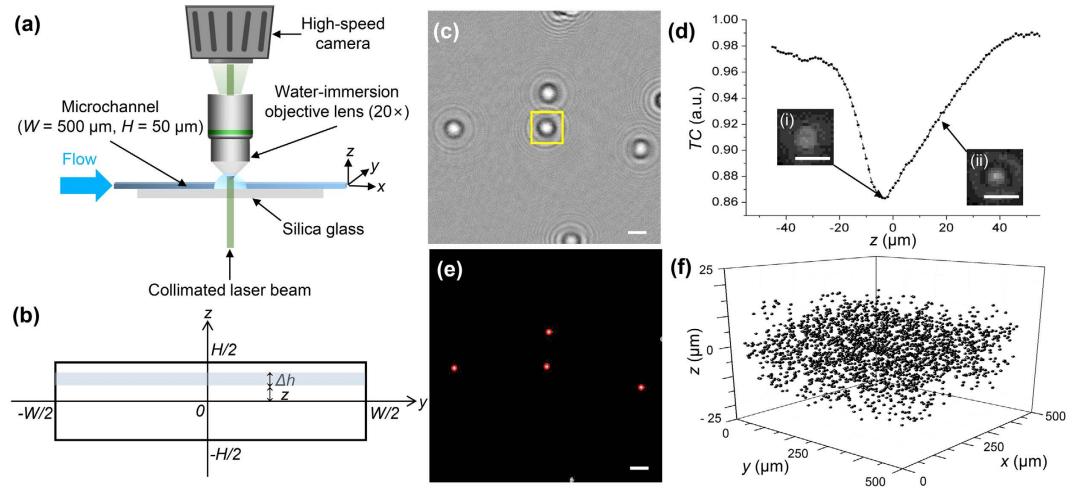 (a)
High-speed
camera
Water-immersion
objective lens (20×)
Microchannel
(W = 500 µm, H = 50 µm)
Flow
z
y
x
Silica glass
Collimated laser beam
(b)
z
H/2
Δh
z
-W/2
0
W/2
y
-H/2
(c)
(d)
TC (a.u.)
1.00
0.98
0.96
0.94
0.92
0.90
0.88
0.86
(i)
(ii)
-40
-20
0
20
40
z (µm)
(e)
(f)
25
0
-25
z (µm)
0
250
500
y (µm)
0
250
500
x (µm)